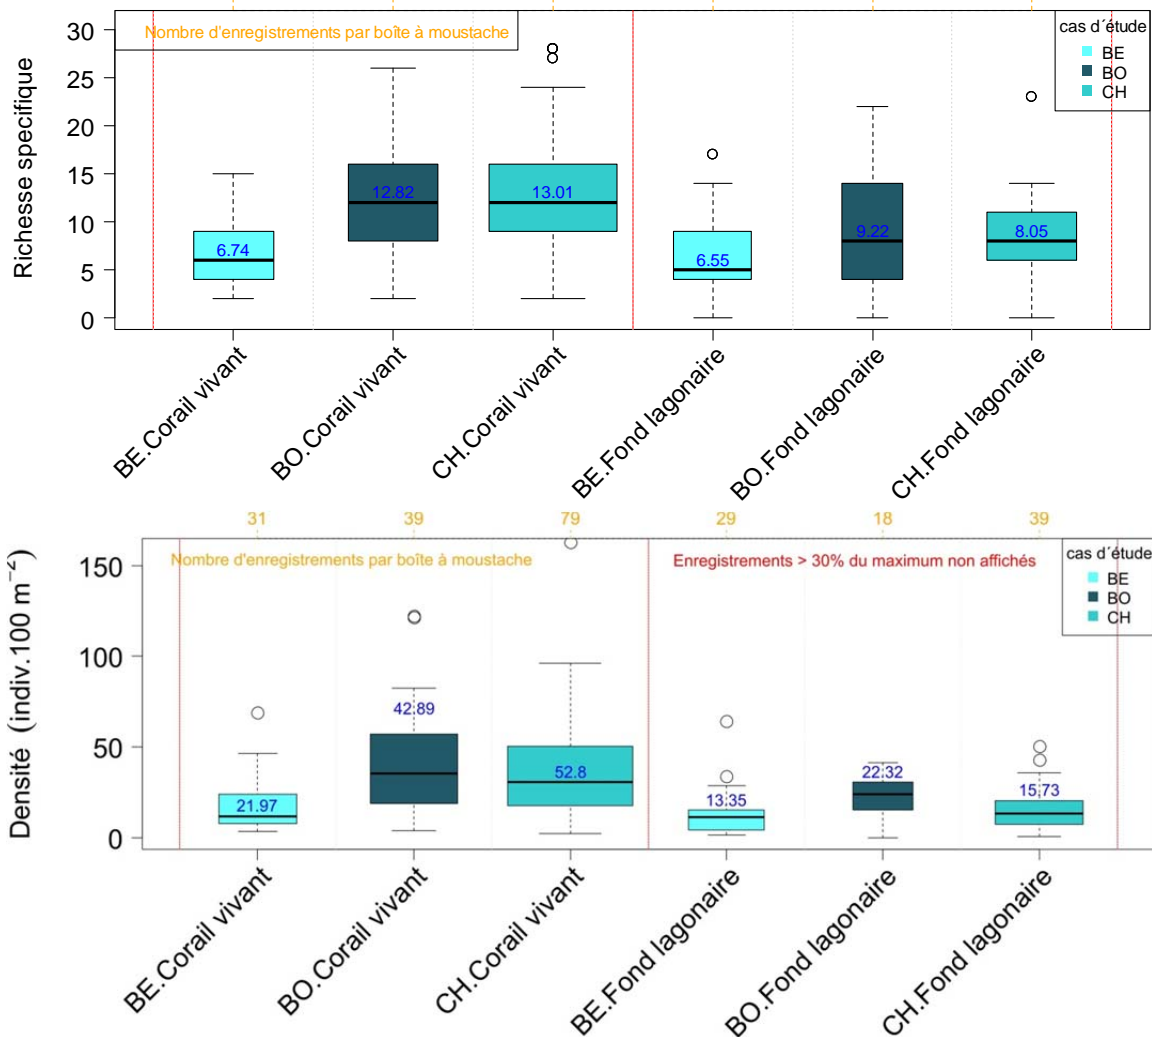 Nombre d'enregistrements par boîte à moustache
cas d´étude
BE
BO
CH
Richesse specifique
30
25
20
15
10
5
0
6.74
12.82
13.01
6.55
9.22
8.05
BE.Corail vivant
BO.Corail vivant
CH.Corail vivant
BE.Fond lagonaire
BO.Fond lagonaire
CH.Fond lagonaire
31 39 79 29 18 39
Nombre d'enregistrements par boîte à moustache
Enregistrements > 30% du maximum non affichés
cas d´étude
BE
BO
CH
Densité (indiv.100 m⁻²)
150
100
50
0
21.97
42.89
52.8
13.35
22.32
15.73
BE.Corail vivant
BO.Corail vivant
CH.Corail vivant
BE.Fond lagonaire
BO.Fond lagonaire
CH.Fond lagonaire